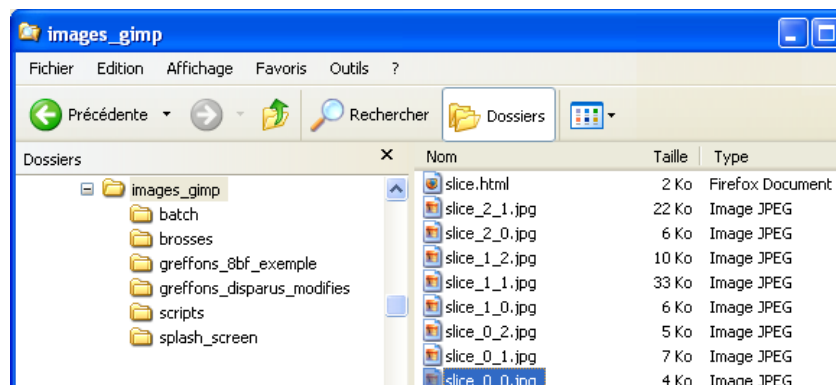 images_gimp
Fichier Edition Affichage Favoris Outils ?
Précédente Rechercher Dossiers
Dossiers X Nom Taille Type
images_gimp slice.html 2 Ko Firefox Document
batch slice_2_1.jpg 22 Ko Image JPEG
brosses slice_2_0.jpg 6 Ko Image JPEG
greffons_8bf_exemple slice_1_2.jpg 10 Ko Image JPEG
greffons_disparus_modifies slice_1_1.jpg 33 Ko Image JPEG
scripts slice_1_0.jpg 6 Ko Image JPEG
splash_screen slice_0_2.jpg 5 Ko Image JPEG
slice_0_1.jpg 7 Ko Image JPEG
slice_0_0.jpg 4 Ko Image JPEG